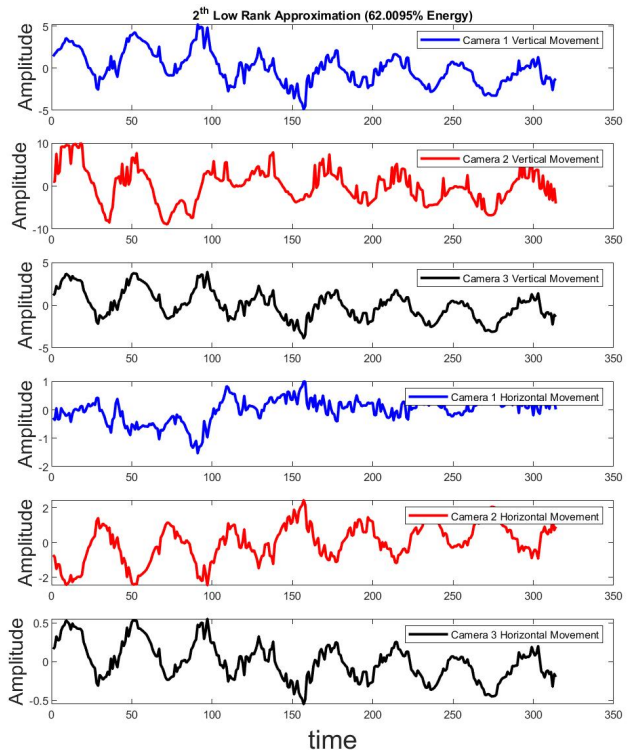 2th Low Rank Approximation (62.0095% Energy)
Amplitude
5
0
-5
Camera 1 Vertical Movement
0 50 100 150 200 250 300 350
Amplitude
10
0
-10
Camera 2 Vertical Movement
0 50 100 150 200 250 300 350
Amplitude
5
0
-5
Camera 3 Vertical Movement
0 50 100 150 200 250 300 350
Amplitude
1
0
-1
-2
Camera 1 Horizontal Movement
0 50 100 150 200 250 300 350
Amplitude
2
0
-2
Camera 2 Horizontal Movement
0 50 100 150 200 250 300 350
Amplitude
0.5
0
-0.5
Camera 3 Horizontal Movement
0 50 100 150 200 250 300 350
time